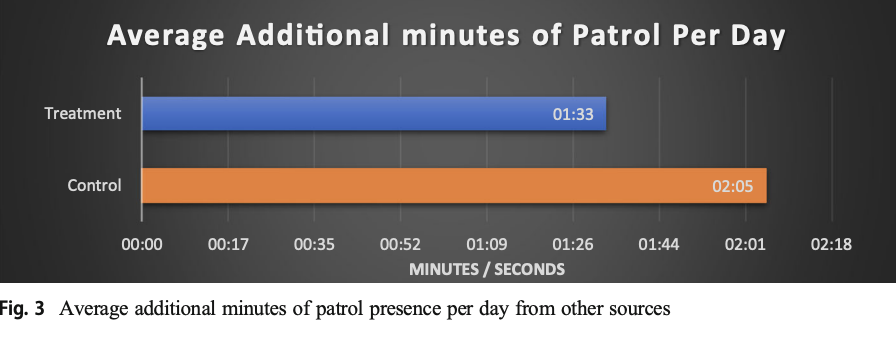 Average Additional minutes of Patrol Per Day
Treatment
01:33
Control
02:05
00:00 00:17 00:35 00:52 01:09 01:26 01:44 02:01 02:18
MINUTES / SECONDS
Fig. 3 Average additional minutes of patrol presence per day from other sources